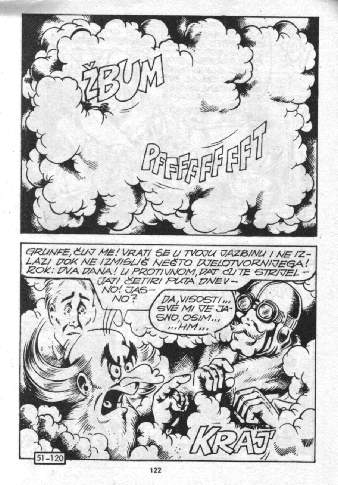 ŽBUM
PFFFFFFFFFT
GRUNFE, ČUJ ME! VRATI SE U TVOJU JAZBINU I NE IZ-
LAZI DOK NE IZMISLIŠ NEŠTO DJELOTVORNIJEGA!
ROK: DVA DANA! U PROTIVNOM, DAT ĆU TE STRIJEL-
JATI ČETIRI PUTA DNEV-
NO! JAS-
NO?
DA, VISOSTI...
SVE MI JE JA-
SNO, OSIM...
...HM...
KRAJ
51-120
122